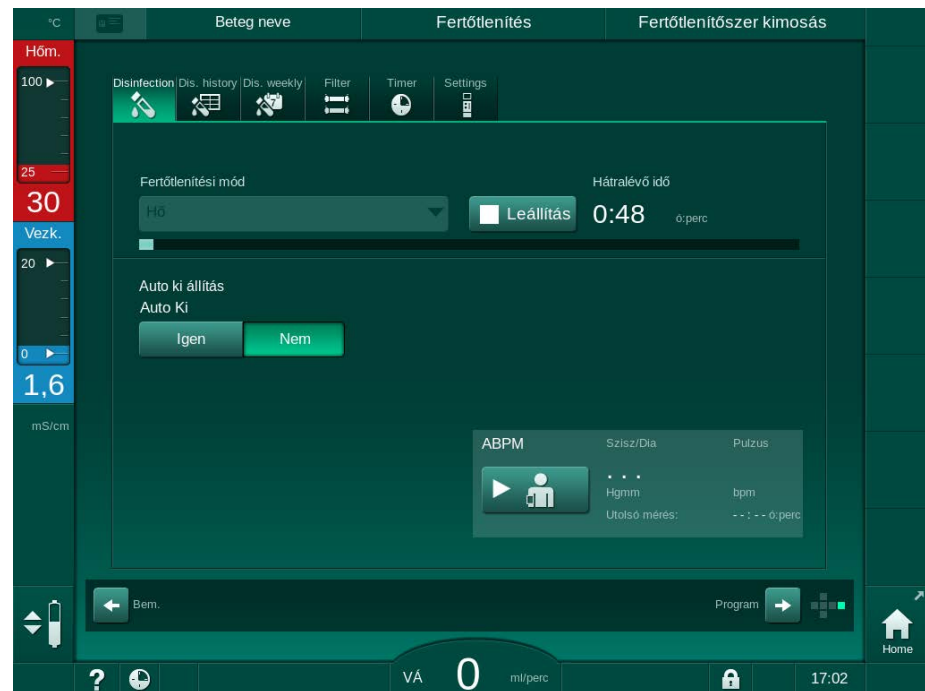 °C
Beteg neve
Fertőtlenítés
Fertőtlenítőszer kimosás
Hőm.
100
25
30
Vezk.
20
0
1,6
mS/cm
Disinfection
Dis. history
Dis. weekly
Filter
Timer
Settings
7
Fertőtlenítési mód
Hátralévő idő
Hő
Leállítás
0:48
ó:perc
Auto ki állítás
Auto Ki
Igen
Nem
ABPM
Szisz/Dia
Pulzus
. . .
Hgmm
bpm
Utolsó mérés:
--:-- ó:perc
Bem.
Program
Home
?
VÁ
0
ml/perc
17:02